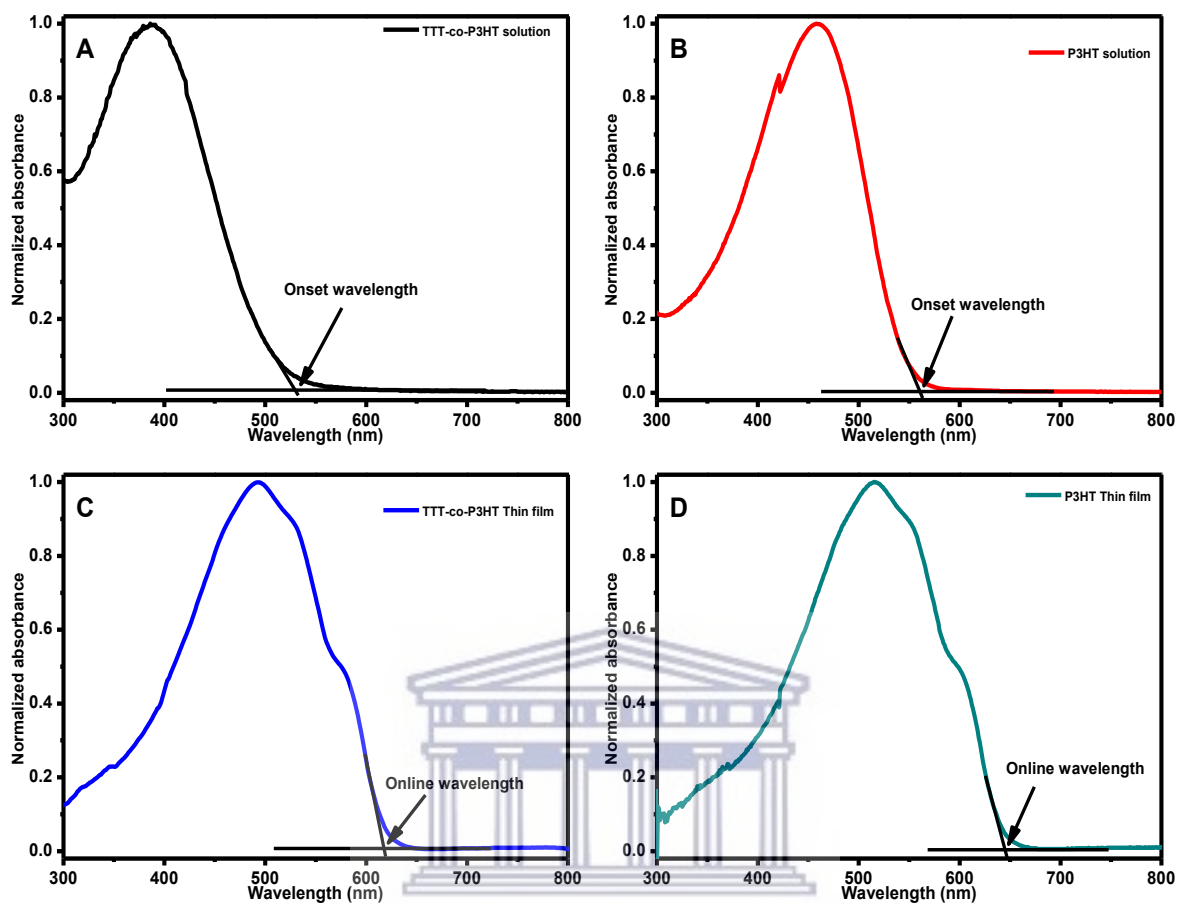 A
TTT-co-P3HT solution
Normalized absorbance
1.0
0.8
0.6
0.4
0.2
0.0
Onset wavelength
300 400 500 600 700 800
Wavelength (nm)
B
P3HT solution
Normalized absorbance
1.0
0.8
0.6
0.4
0.2
0.0
Onset wavelength
300 400 500 600 700 800
Wavelength (nm)
C
TTT-co-P3HT Thin film
Normalized absorbance
1.0
0.8
0.6
0.4
0.2
0.0
Online wavelength
300 400 500 600 700 800
Wavelength (nm)
D
P3HT Thin film
Normalized absorbance
1.0
0.8
0.6
0.4
0.2
0.0
Online wavelength
300 400 500 600 700 800
Wavelength (nm)